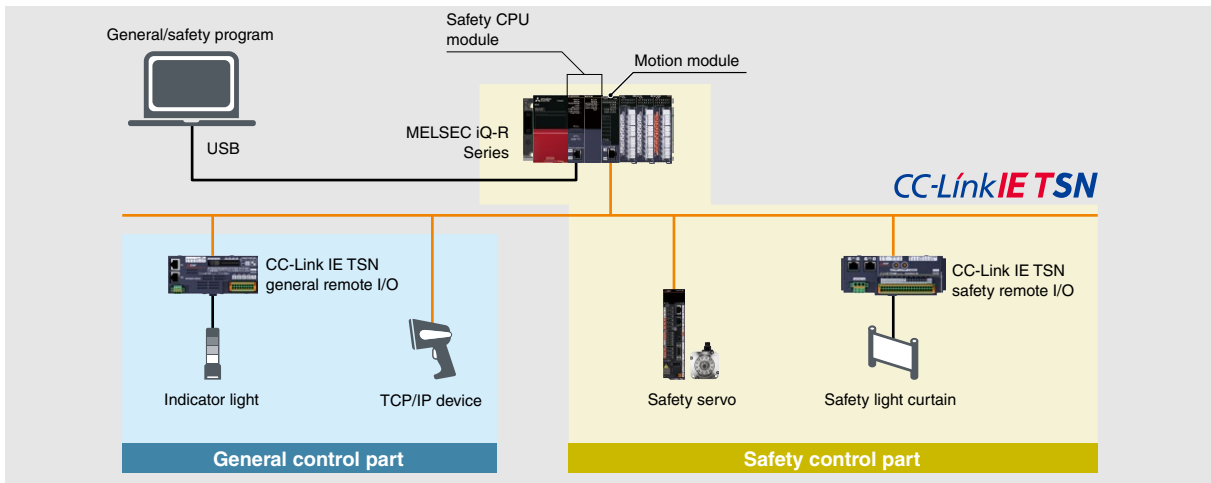 Safety CPU
module
General/safety program
Motion module
MELSEC iQ-R
Series
USB
CC-Link IE TSN
CC-Link IE TSN
general remote I/O
CC-Link IE TSN
safety remote I/O
Indicator light
TCP/IP device
Safety servo
Safety light curtain
General control part
Safety control part